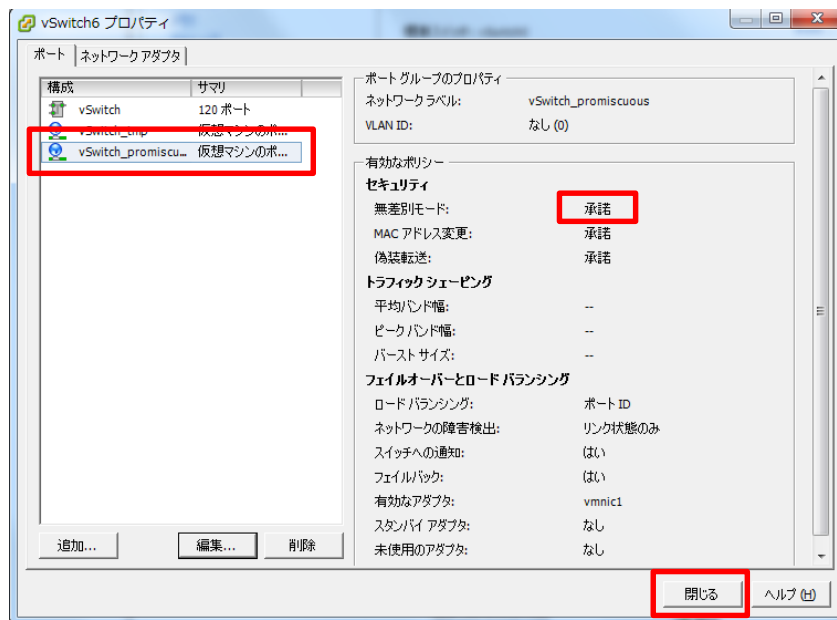 vSwitch6 プロパティ
ポート ネットワーク アダプタ
構成 サマリ
vSwitch 120 ポート
vSwitch_tmp 仮想マシンのポ...
vSwitch_promiscu... 仮想マシンのポ...
追加... 編集... 削除
ポート グループのプロパティ
ネットワーク ラベル: vSwitch_promiscuous
VLAN ID: なし (0)
有効なポリシー
セキュリティ
無差別モード: 承諾
MAC アドレス変更: 承諾
偽装転送: 承諾
トラフィック シェーピング
平均バンド幅: --
ピーク バンド幅: --
バースト サイズ: --
フェイルオーバーとロード バランシング
ロード バランシング: ポート ID
ネットワークの障害検出: リンク状態のみ
スイッチへの通知: はい
フェイルバック: はい
有効なアダプタ: vmnic1
スタンバイ アダプタ: なし
未使用のアダプタ: なし
閉じる ヘルプ (H)